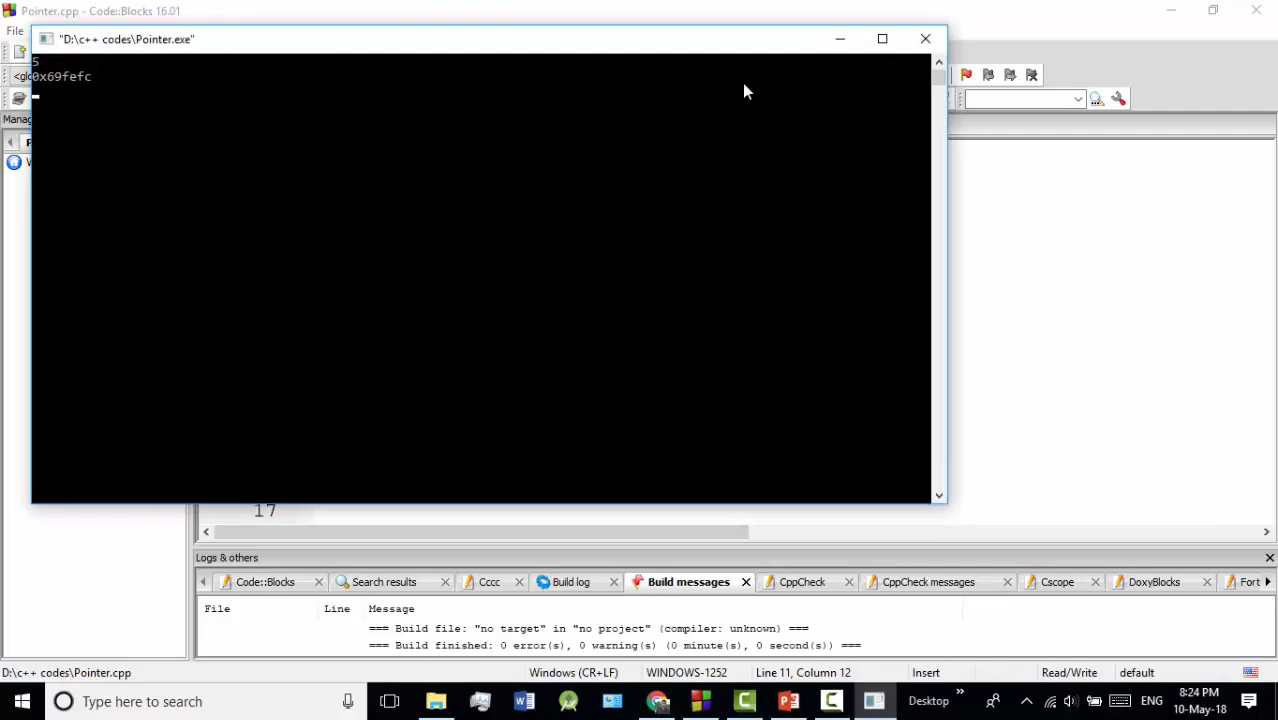 Pointer.cpp - Code::Blocks 16.01
File
"D:\c++ codes\Pointer.exe"
5
0x69fefc
<glo
Manag
17
Logs & others
Code::Blocks
Search results
Cccc
Build log
Build messages
CppCheck
CppCheck messages
Cscope
DoxyBlocks
Fort
File Line Message
=== Build file: "no target" in "no project" (compiler: unknown) ===
=== Build finished: 0 error(s), 0 warning(s) (0 minute(s), 0 second(s)) ===
D:\c++ codes\Pointer.cpp Windows (CR+LF) WINDOWS-1252 Line 11, Column 12 Insert Read/Write default
Type here to search
Desktop
ENG
8:24 PM
10-May-18